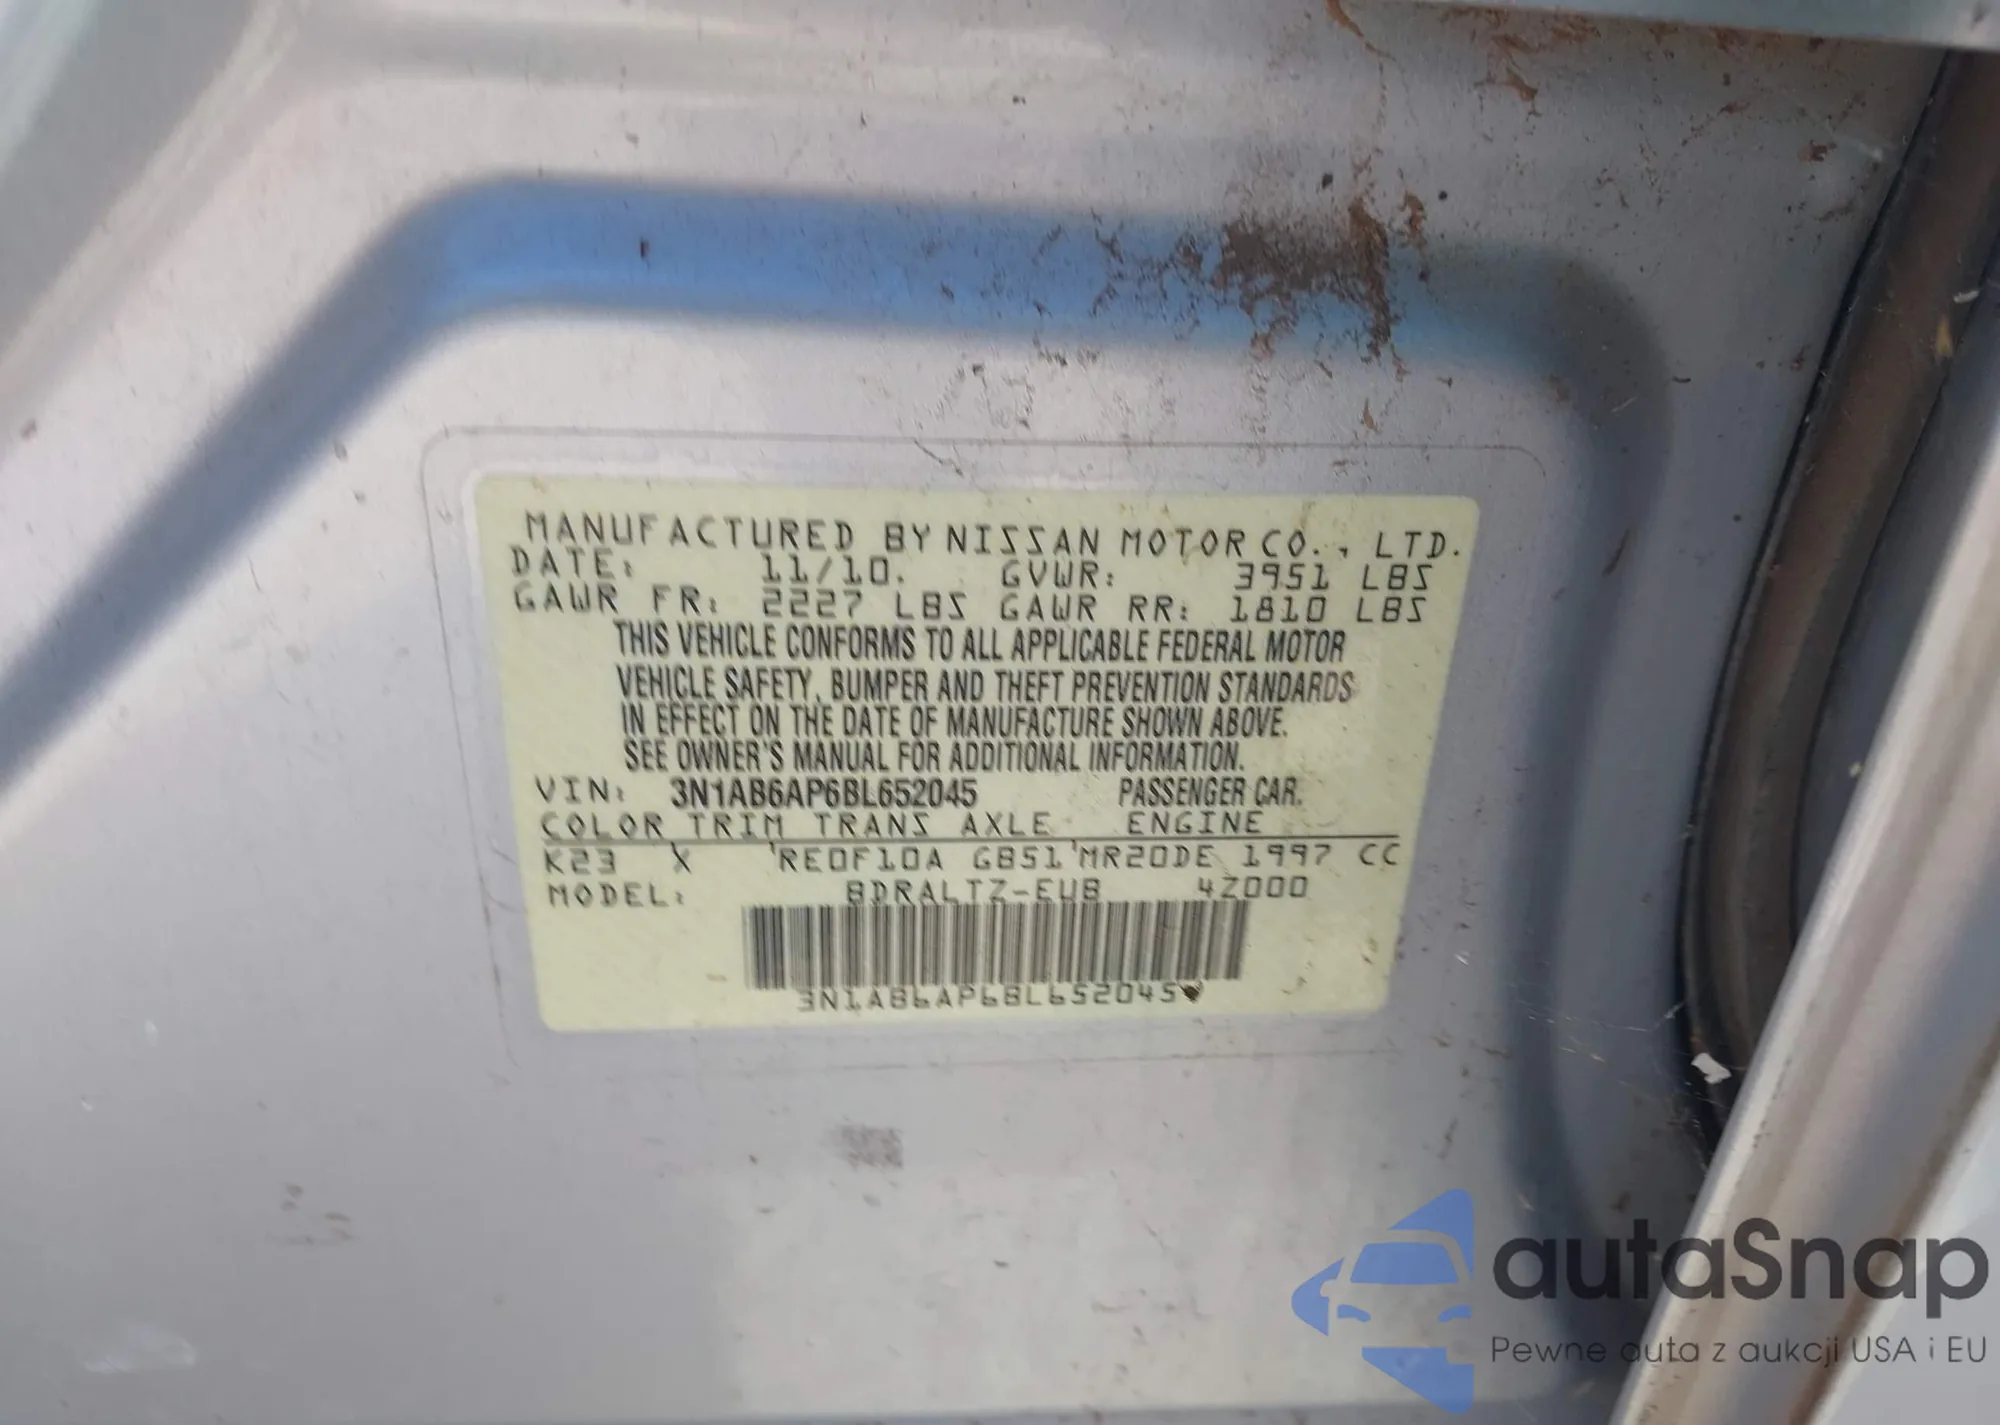 MANUFACTURED BY NISSAN MOTOR CO., LTD.
DATE: 11/10. GVWR: 3951 LBS
GAWR FR: 2227 LBS GAWR RR: 1810 LBS
THIS VEHICLE CONFORMS TO ALL APPLICABLE FEDERAL MOTOR
VEHICLE SAFETY, BUMPER AND THEFT PREVENTION STANDARDS
IN EFFECT ON THE DATE OF MANUFACTURE SHOWN ABOVE.
SEE OWNER'S MANUAL FOR ADDITIONAL INFORMATION.
VIN: 3N1AB6AP6BL652045 PASSENGER CAR.
COLOR TRIM TRANS AXLE ENGINE
K23 X RE0F10A GB51 MR20DE 1997 CC
MODEL: BDRALTZ-EUB 4Z000
3N1AB6AP6BL652045
autaSnap
Pewne auta z aukcji USA i EU